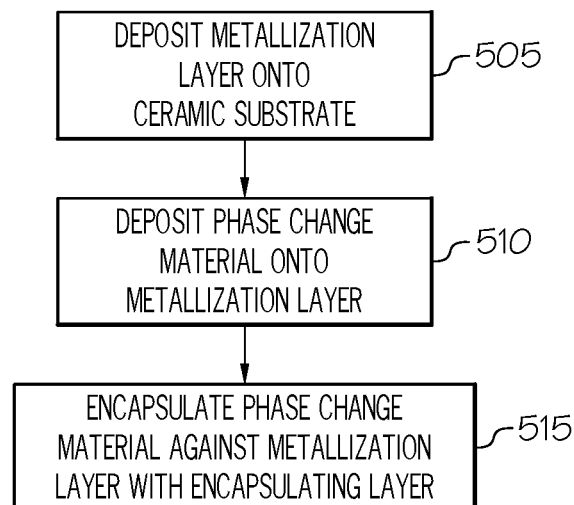 DEPOSIT METALLIZATION
LAYER ONTO
CERAMIC SUBSTRATE
505
DEPOSIT PHASE CHANGE
MATERIAL ONTO
METALLIZATION LAYER
510
ENCAPSULATE PHASE CHANGE
MATERIAL AGAINST METALLIZATION
LAYER WITH ENCAPSULATING LAYER
515